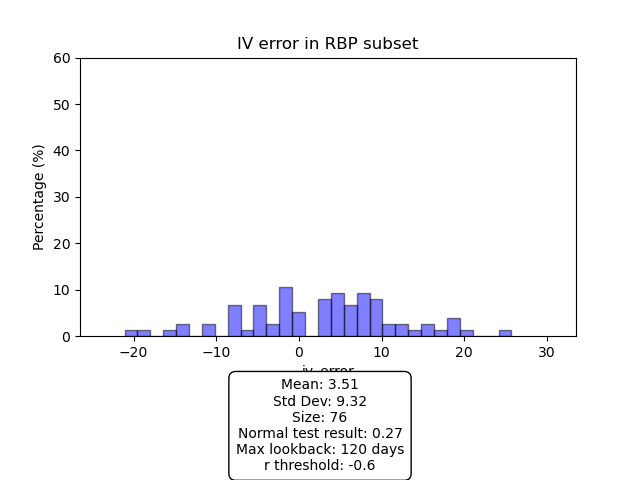 IV error in RBP subset
60
50
40
30
20
10
0
Percentage (%)
−20
−10
0
10
20
30
iv_error
Mean: 3.51
Std Dev: 9.32
Size: 76
Normal test result: 0.27
Max lookback: 120 days
r threshold: -0.6